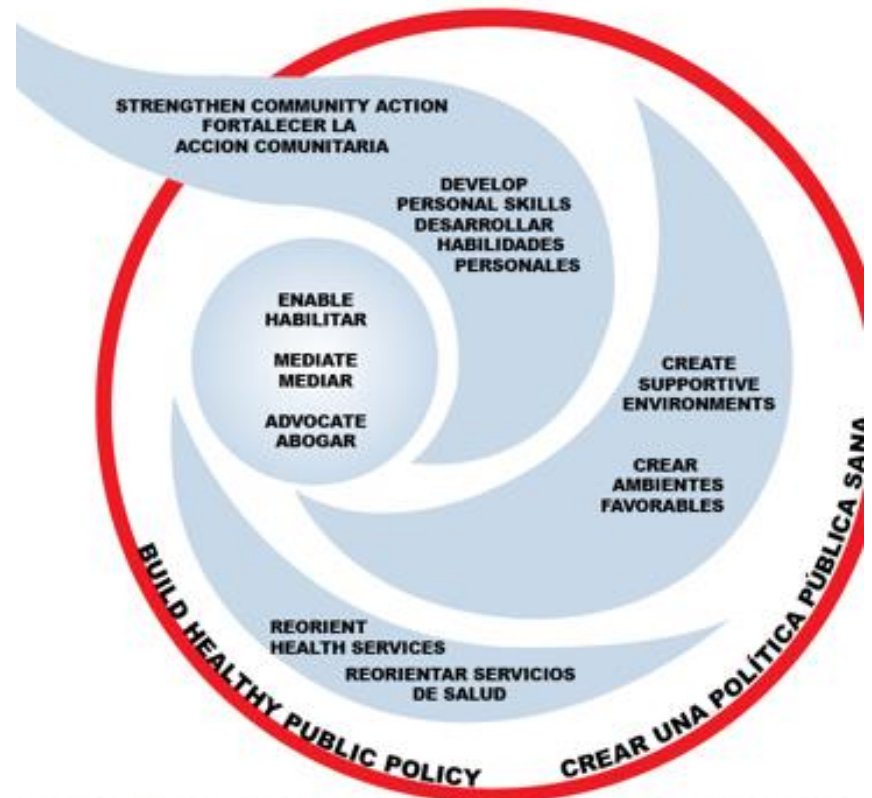 STRENGTHEN COMMUNITY ACTION
FORTALECER LA
ACCION COMUNITARIA
DEVELOP
PERSONAL SKILLS
DESARROLLAR
HABILIDADES
PERSONALES
ENABLE
HABILITAR
MEDIATE
MEDIAR
ADVOCATE
ABOGAR
CREATE
SUPPORTIVE
ENVIRONMENTS
CREAR
AMBIENTES
FAVORABLES
REORIENT
HEALTH SERVICES
REORIENTAR SERVICIOS
DE SALUD
BUILD HEALTHY PUBLIC POLICY
CREAR UNA POLÍTICA PÚBLICA SANA